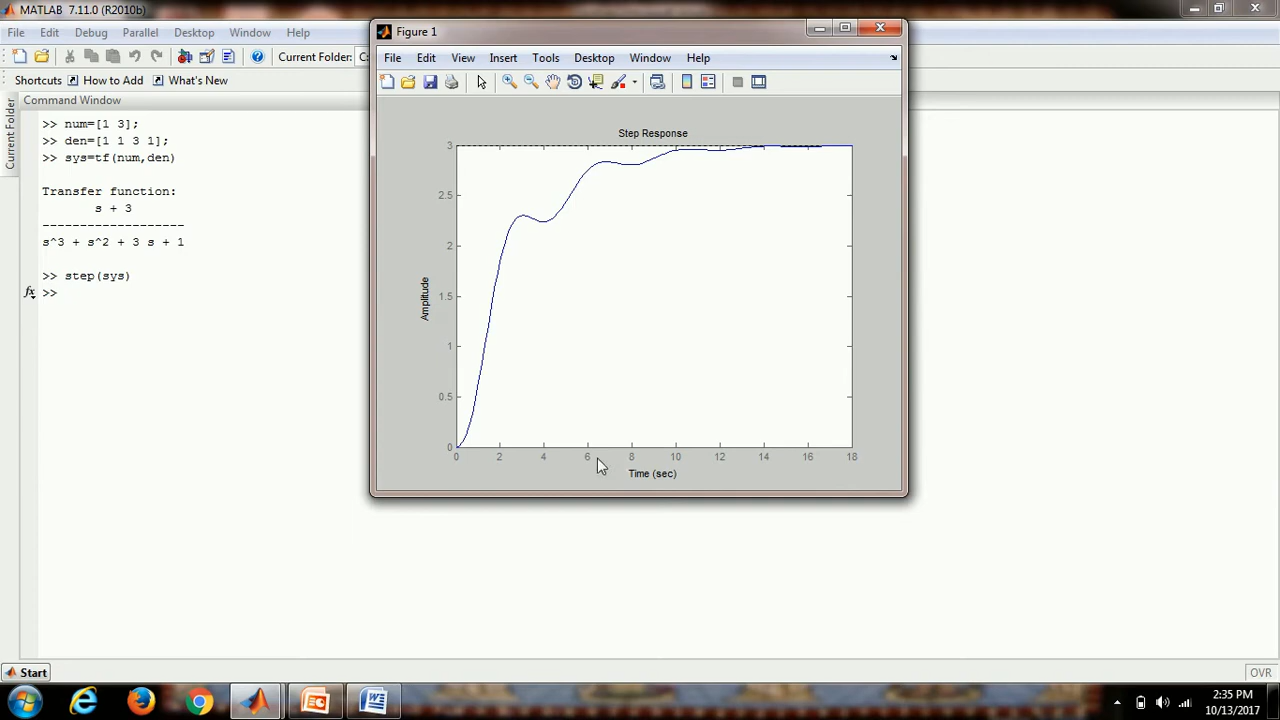 MATLAB 7.11.0 (R2010b)
File Edit Debug Parallel Desktop Window Help
Current Folder:
Shortcuts How to Add What's New
Current Folder
Command Window
>> num=[1 3];
>> den=[1 1 3 1];
>> sys=tf(num,den)
Transfer function:
s + 3
-------------------
s^3 + s^2 + 3 s + 1
>> step(sys)
fx >>
Figure 1
File Edit View Insert Tools Desktop Window Help
Step Response
3
2.5
2
1.5
1
0.5
0
Amplitude
0 2 4 6 8 10 12 14 16 18
Time (sec)
Start
OVR
2:35 PM
10/13/2017